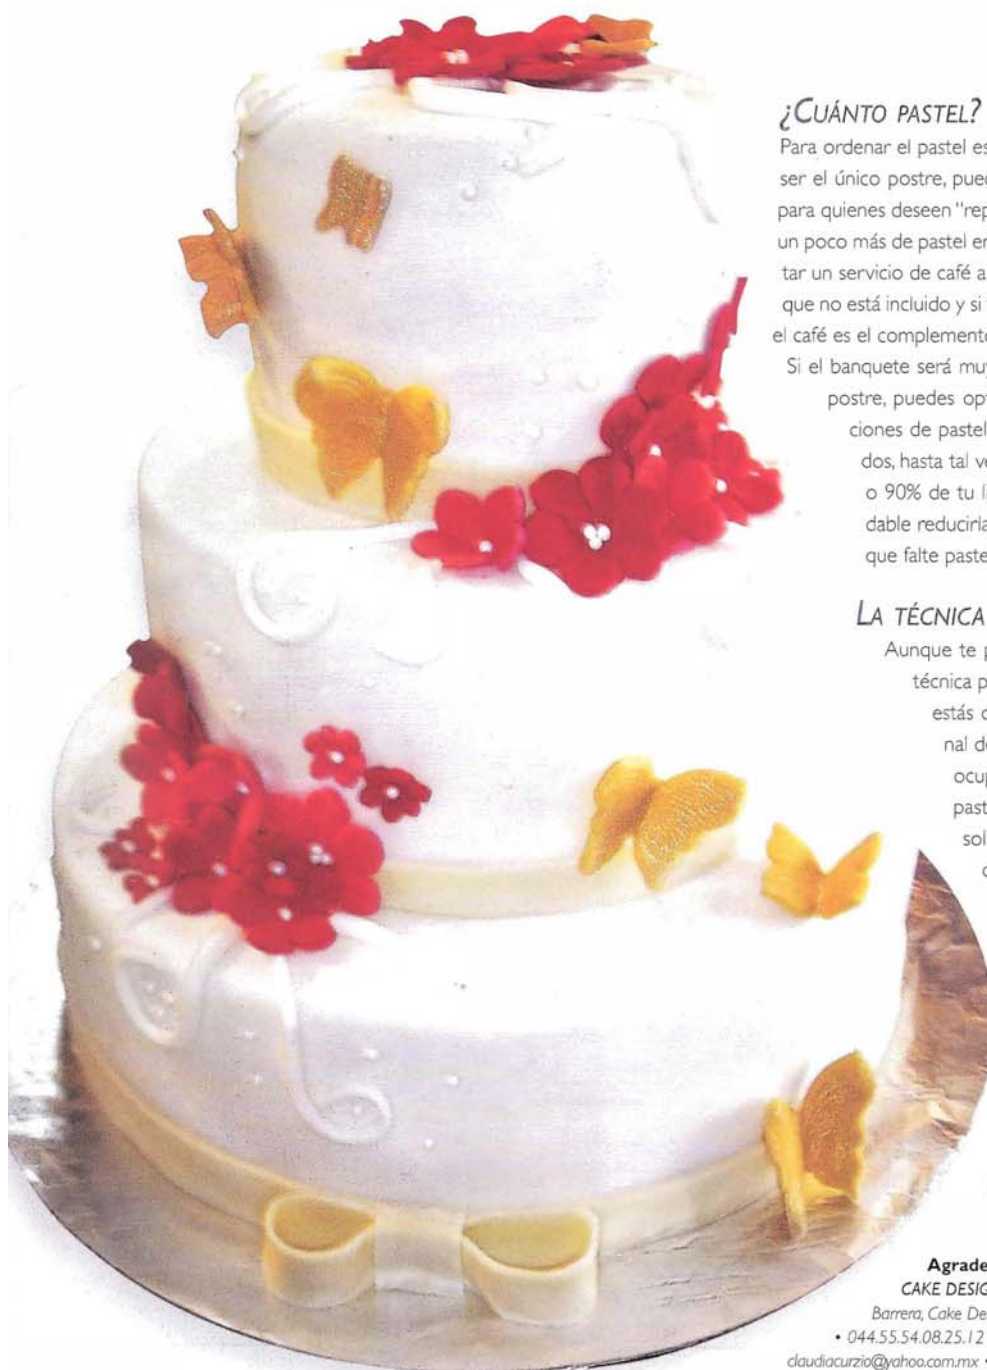 ¿CUÁNTO PASTEL?
Para ordenar el pastel es
ser el único postre, pued
para quienes deseen "rep
un poco más de pastel en
tar un servicio de café a
que no está incluido y si
el café es el complemento
Si el banquete será muy
postre, puedes opt
ciones de pastel
dos, hasta tal ve
o 90% de tu li
dable reducirla
que falte paste
LA TÉCNICA
Aunque te p
técnica p
estás o
nal de
ocup
past
sol
Agrade
CAKE DESIG
Barrera, Cake De
• 044.55.54.08.25.12
claudiacurzio@yahoo.com.mx •